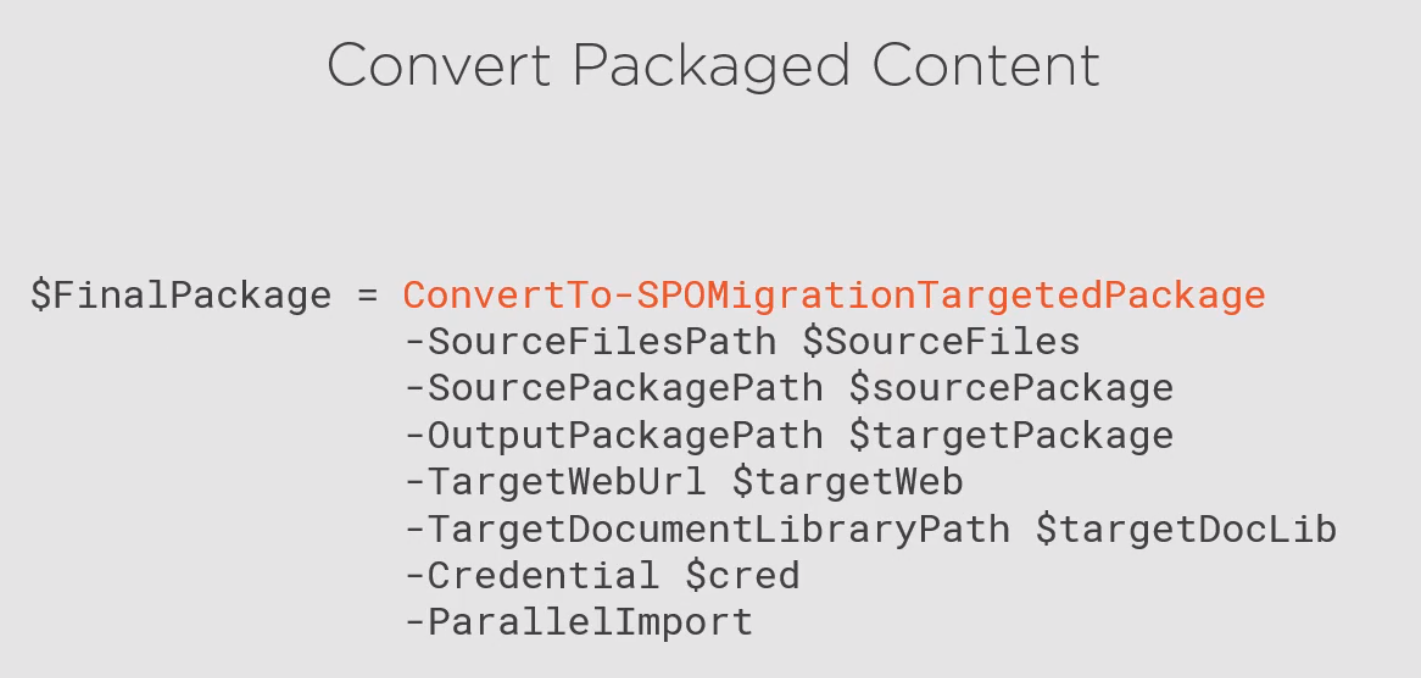 Convert Packaged Content
$FinalPackage = ConvertTo-SPOMigrationTargetedPackage
-SourceFilesPath $SourceFiles
-SourcePackagePath $sourcePackage
-OutputPackagePath $targetPackage
-TargetWebUrl $targetWeb
-TargetDocumentLibraryPath $targetDocLib
-Credential $cred
-ParallelImport